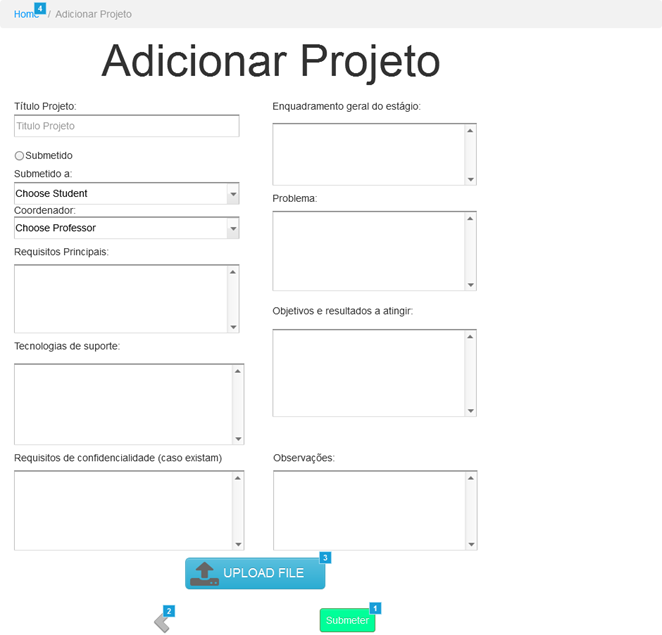 Home 4 / Adicionar Projeto
Adicionar Projeto
Título Projeto:
Titulo Projeto
Submetido
Submetido a:
Choose Student
Coordenador:
Choose Professor
Requisitos Principais:
Tecnologias de suporte:
Requisitos de confidencialidade (caso existam)
Enquadramento geral do estágio:
Problema:
Objetivos e resultados a atingir:
Observações:
3
UPLOAD FILE
2
1
Submeter